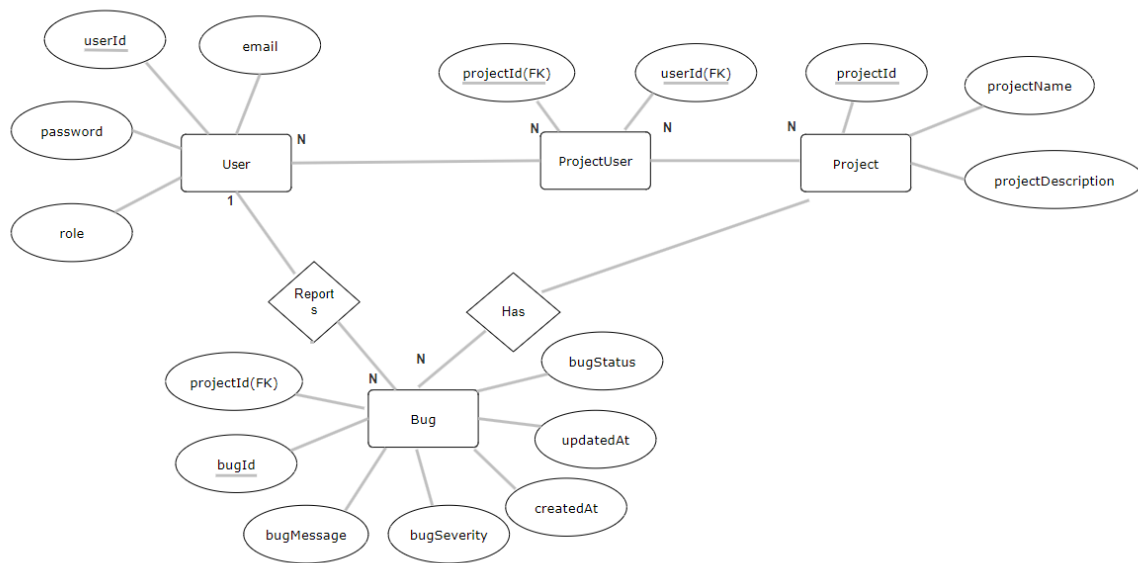 userId
email
projectId(FK)
userId(FK)
projectId
projectName
password
N
N
N
N
User
ProjectUser
Project
projectDescription
1
role
Report
s
Has
N
bugStatus
projectId(FK)
N
Bug
updatedAt
bugId
createdAt
bugMessage
bugSeverity